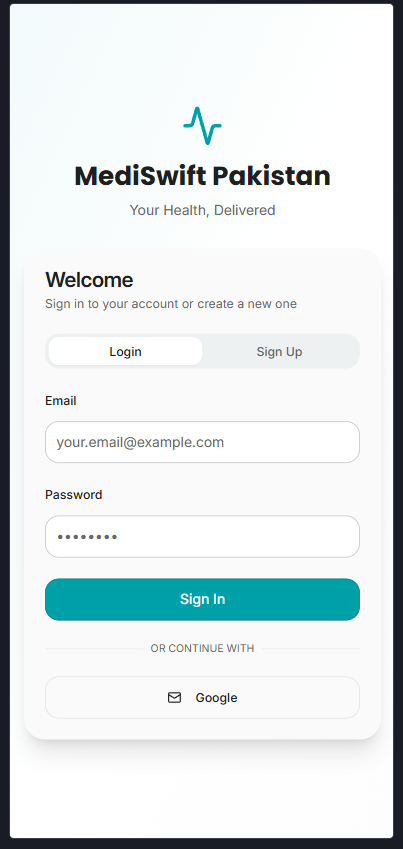 MediSwift Pakistan
Your Health, Delivered
Welcome
Sign in to your account or create a new one
Login Sign Up
Email
your.email@example.com
Password
••••••••
Sign In
OR CONTINUE WITH
Google